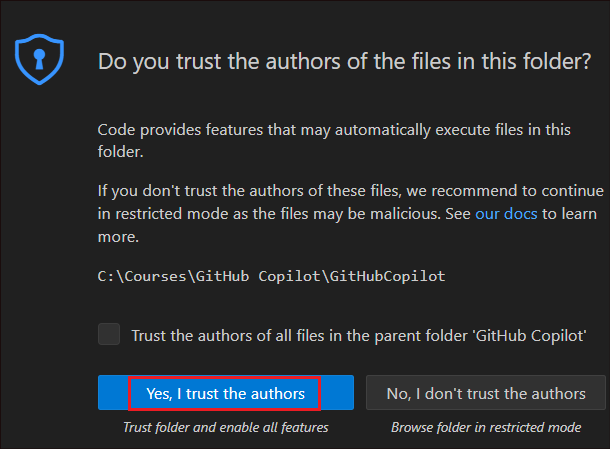 Do you trust the authors of the files in this folder?
Code provides features that may automatically execute files in this
folder.
If you don't trust the authors of these files, we recommend to continue
in restricted mode as the files may be malicious. See our docs to learn
more.
C:\Courses\GitHub Copilot\GitHubCopilot
Trust the authors of all files in the parent folder 'GitHub Copilot'
Yes, I trust the authors
No, I don't trust the authors
Trust folder and enable all features
Browse folder in restricted mode